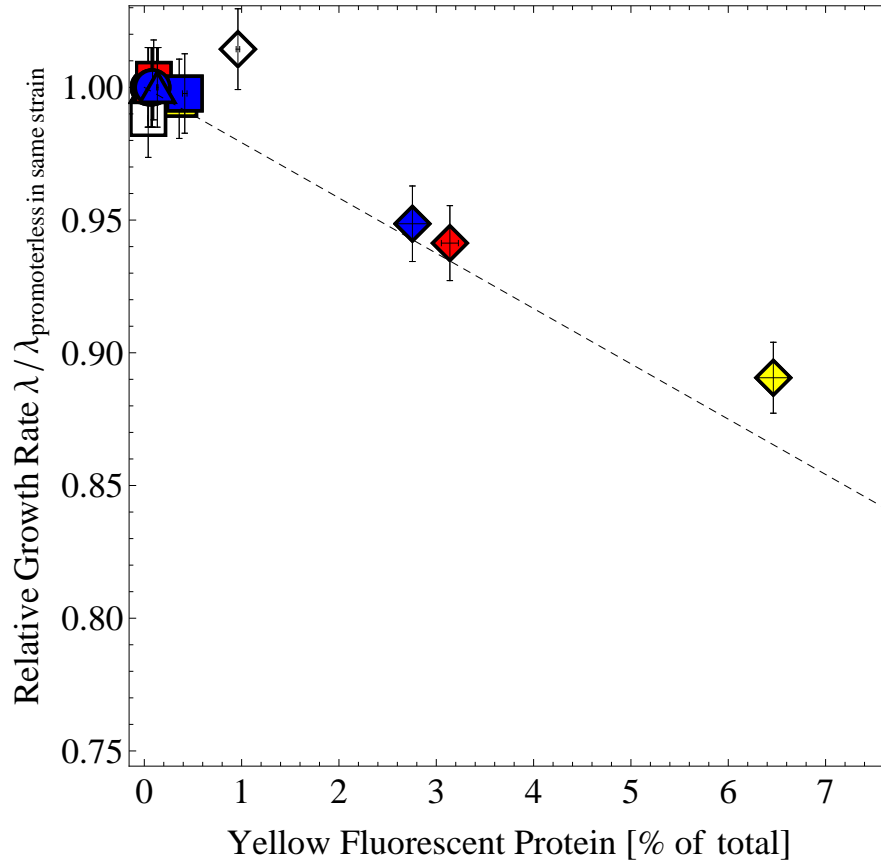 Relative Growth Rate λ / λpromoterless in same strain
1.00
0.95
0.90
0.85
0.80
0.75
0 1 2 3 4 5 6 7
Yellow Fluorescent Protein [% of total]